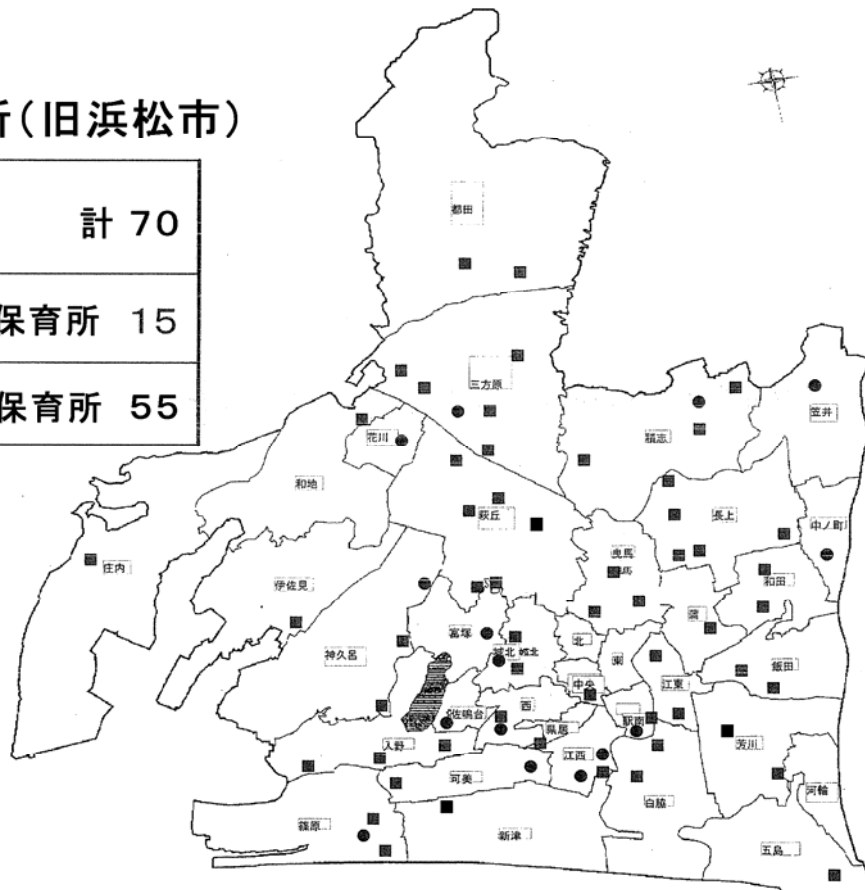 所(旧浜松市)
計 70
保育所 15
保育所 55
都田
三方原
笠井
積志
花川
和地
長上
萩丘
中ノ町
庄内
曳馬
伊佐見
和田
蒲
富塚
北
城北 城北
神久呂
東
飯田
中央
江東
西
佐鳴台
駅南
県居
入野
江西
芳川
可美
河輪
白脇
篠原
新津
五島